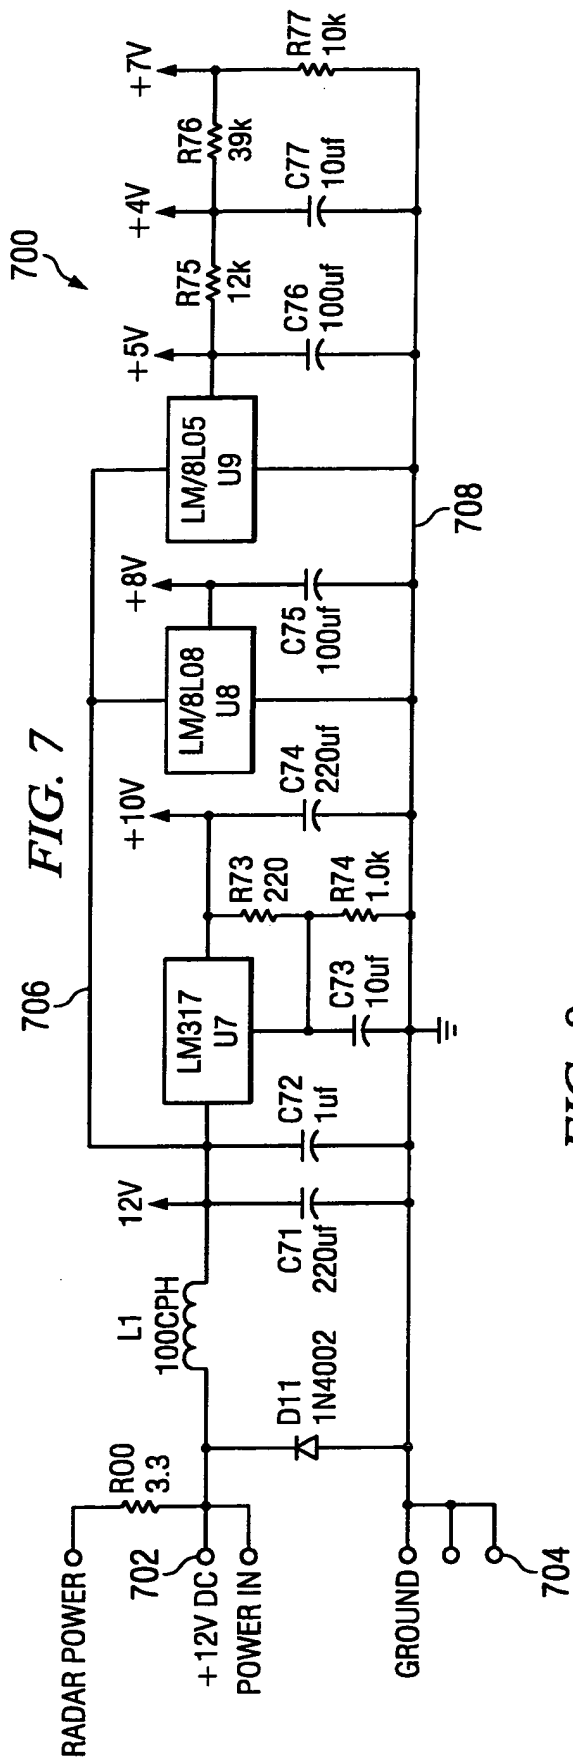 FIG. 7
700
706
+7V
+4V
+5V
+8V
+10V
12V
R76
39k
R75
12k
R77
10k
C77
10uf
C76
100uf
LM/8L05
U9
LM/8L08
U8
C75
100uf
C74
220uf
LM317
U7
R73
220
R74
1.0k
C73
10uf
C72
1uf
C71
220uf
L1
100CPH
D11
1N4002
R00
3.3
RADAR POWER
702
+12V DC
POWER IN
GROUND
704
708